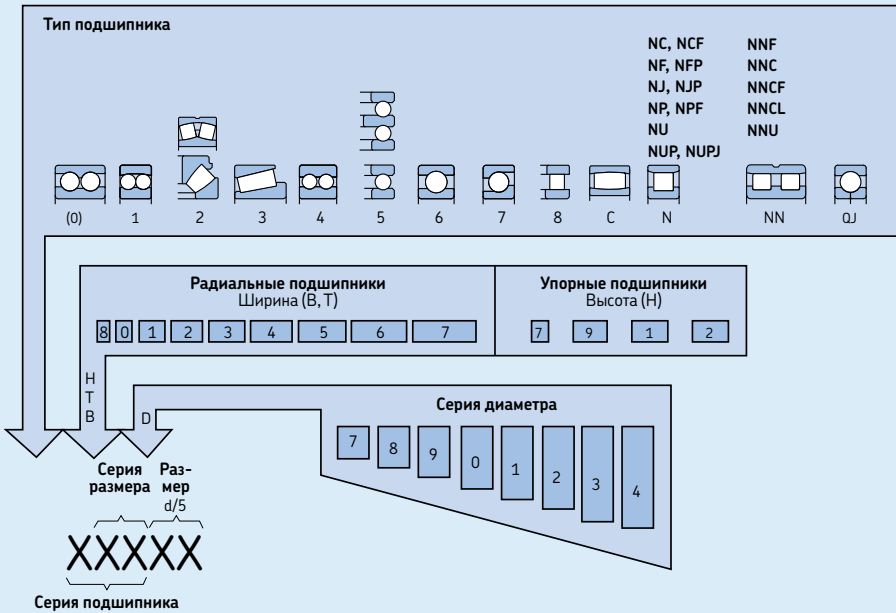 Тип подшипника
NC, NCF
NF, NFP
NJ, NJP
NP, NPF
NU
NUP, NUPJ
NNF
NNC
NNCF
NNCL
NNU
(0) 1 2 3 4 5 6 7 8 C N NN QJ
Радиальные подшипники
Ширина (B, T)
8 0 1 2 3 4 5 6 7
Упорные подшипники
Высота (H)
7 9 1 2
H
T
B
D
Серия диаметра
7 8 9 0 1 2 3 4
Серия
размера
Раз-
мер
d/5
XXXXX
Серия подшипника